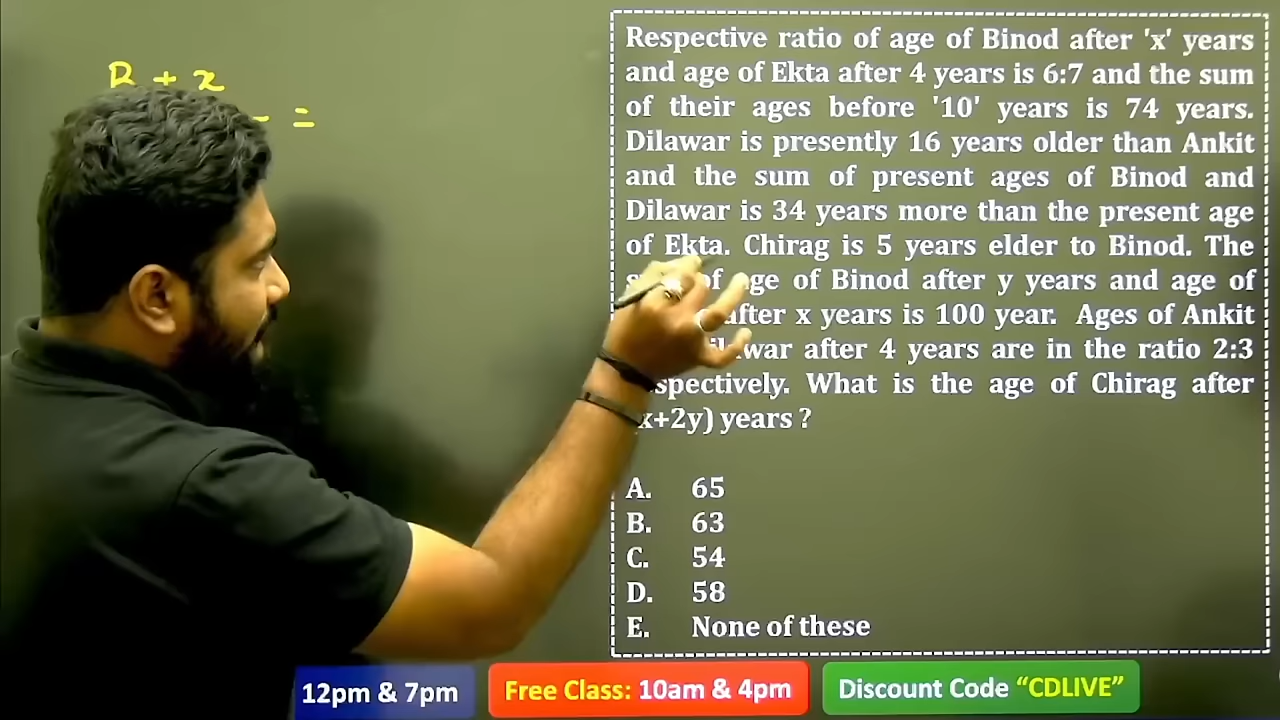 B + x
- =
Respective ratio of age of Binod after 'x' years
and age of Ekta after 4 years is 6:7 and the sum
of their ages before '10' years is 74 years.
Dilawar is presently 16 years older than Ankit
and the sum of present ages of Binod and
Dilawar is 34 years more than the present age
of Ekta. Chirag is 5 years elder to Binod. The
age of Binod after y years and age of
after x years is 100 year. Ages of Ankit
after 4 years are in the ratio 2:3
What is the age of Chirag after
x+2y) years ?
A. 65
B. 63
C. 54
D. 58
E. None of these
12pm & 7pm
Free Class: 10am & 4pm
Discount Code “CDLIVE”